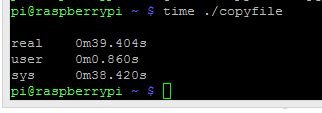 pi@raspberrypi ~ $ time ./copyfile
real 0m39.404s
user 0m0.860s
sys 0m38.420s
pi@raspberrypi ~ $